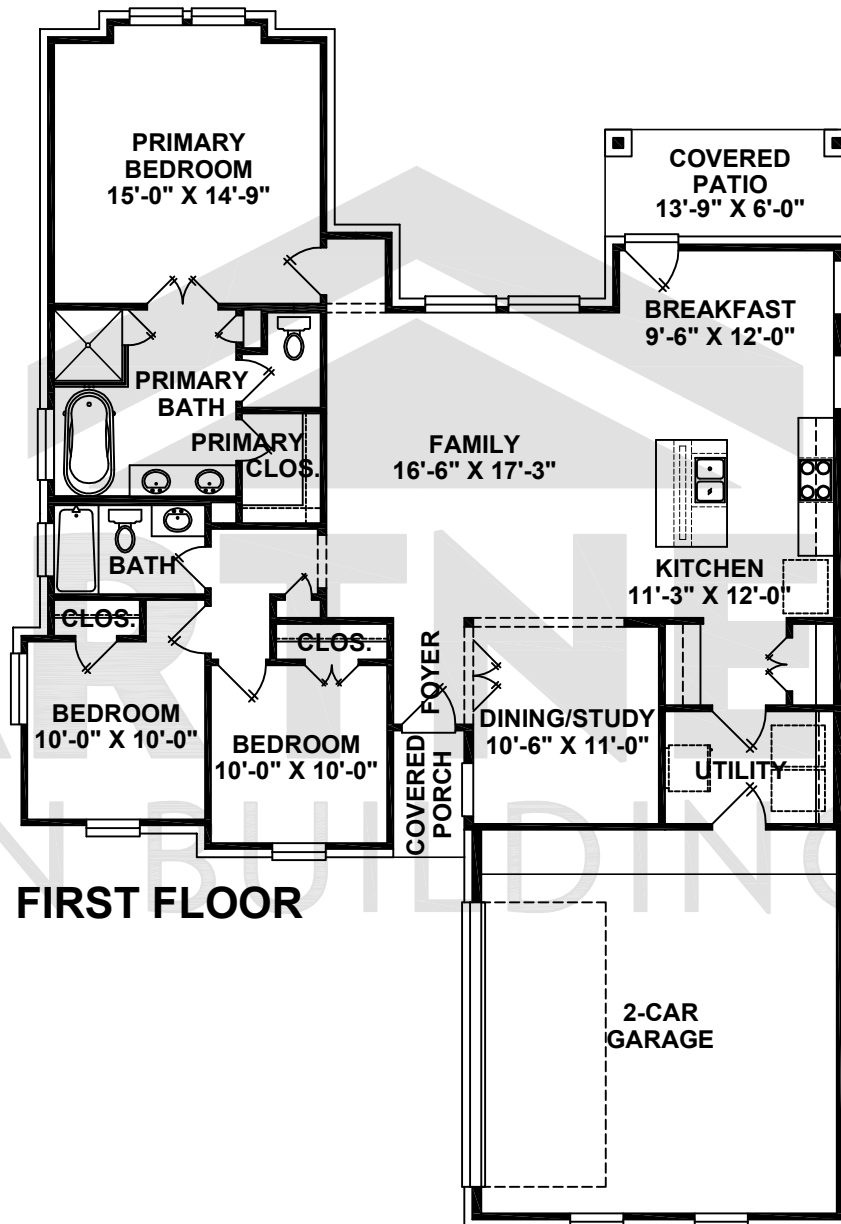 PRIMARY
BEDROOM
15'-0" X 14'-9"
COVERED
PATIO
13'-9" X 6'-0"
BREAKFAST
9'-6" X 12'-0"
PRIMARY
BATH
PRIMARY
CLOS.
FAMILY
16'-6" X 17'-3"
BATH
KITCHEN
11'-3" X 12'-0"
CLOS.
CLOS.
FOYER
BEDROOM
10'-0" X 10'-0"
BEDROOM
10'-0" X 10'-0"
COVERED
PORCH
DINING/STUDY
10'-6" X 11'-0"
UTILITY
FIRST FLOOR
2-CAR
GARAGE
ARTNE
N BUILDING